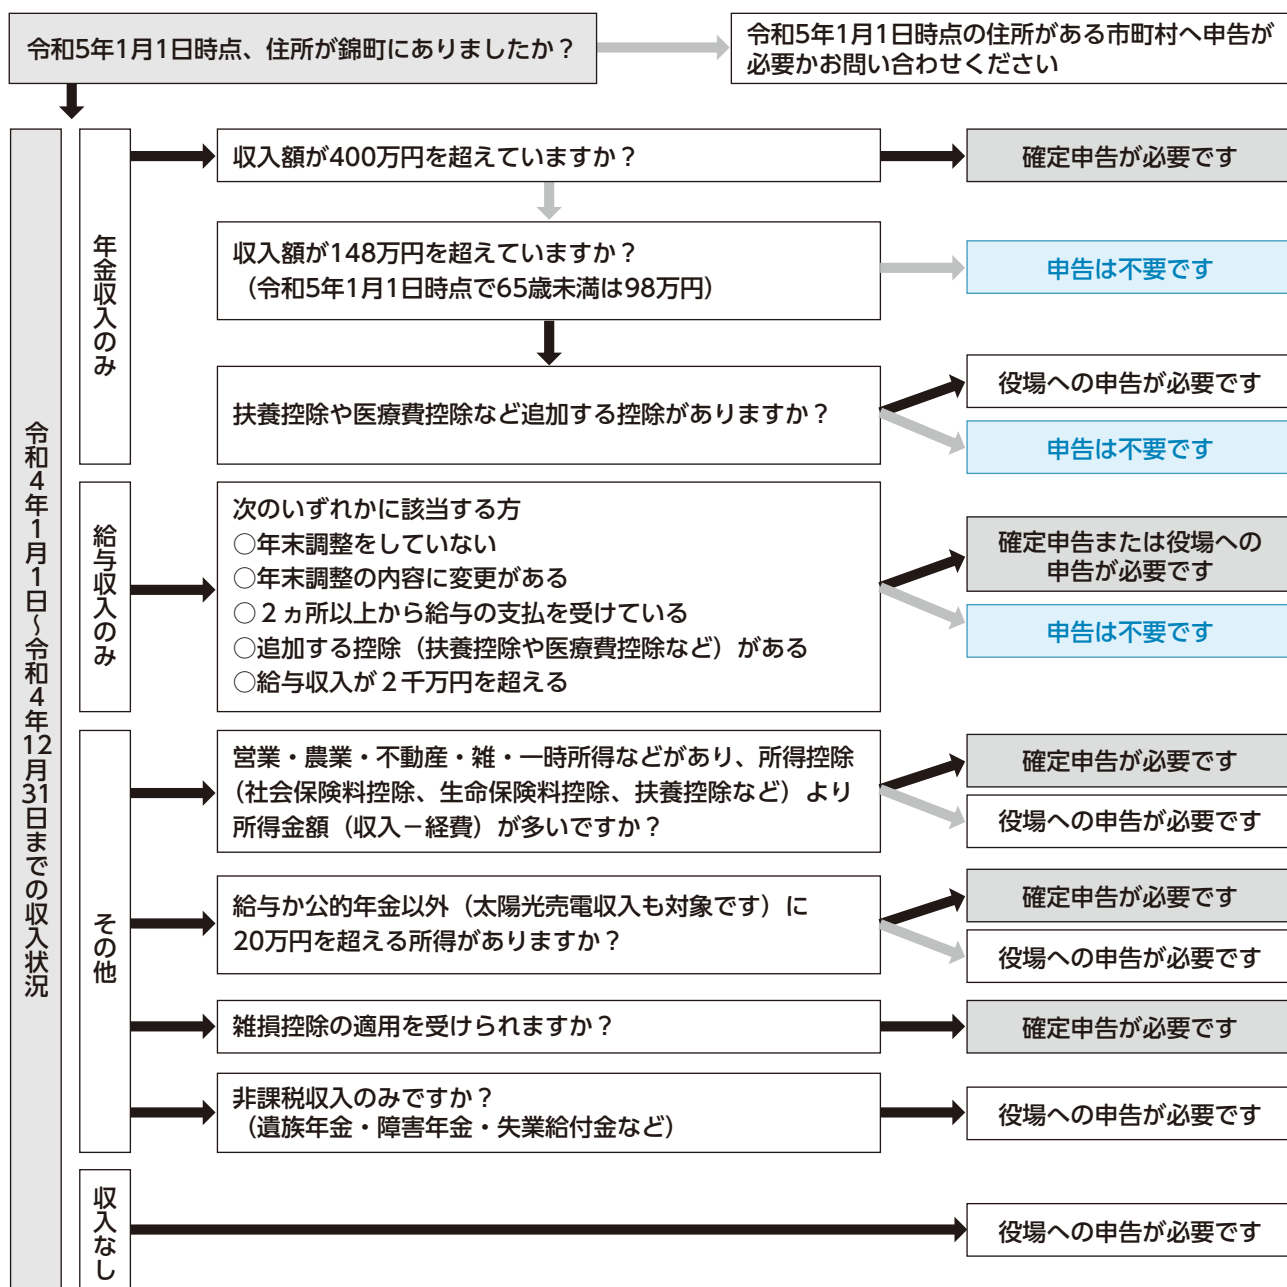 令和5年1月1日時点、住所が錦町にありましたか？
令和5年1月1日時点の住所がある市町村へ申告が
必要かお問い合わせください
令和4年1月1日～令和4年12月31日までの収入状況
年金収入のみ
収入額が400万円を超えていますか？
確定申告が必要です
収入額が148万円を超えていますか？
（令和5年1月1日時点で65歳未満は98万円）
申告は不要です
扶養控除や医療費控除など追加する控除がありますか？
役場への申告が必要です
申告は不要です
給与収入のみ
次のいずれかに該当する方
○年末調整をしていない
○年末調整の内容に変更がある
○２ヵ所以上から給与の支払を受けている
○追加する控除（扶養控除や医療費控除など）がある
○給与収入が２千万円を超える
確定申告または役場への
申告が必要です
申告は不要です
その他
営業・農業・不動産・雑・一時所得などがあり、所得控除
（社会保険料控除、生命保険料控除、扶養控除など）より
所得金額（収入－経費）が多いですか？
確定申告が必要です
役場への申告が必要です
給与か公的年金以外（太陽光売電収入も対象です）に
20万円を超える所得がありますか？
確定申告が必要です
役場への申告が必要です
雑損控除の適用を受けられますか？
確定申告が必要です
非課税収入のみですか？
（遺族年金・障害年金・失業給付金など）
役場への申告が必要です
収入なし
役場への申告が必要です